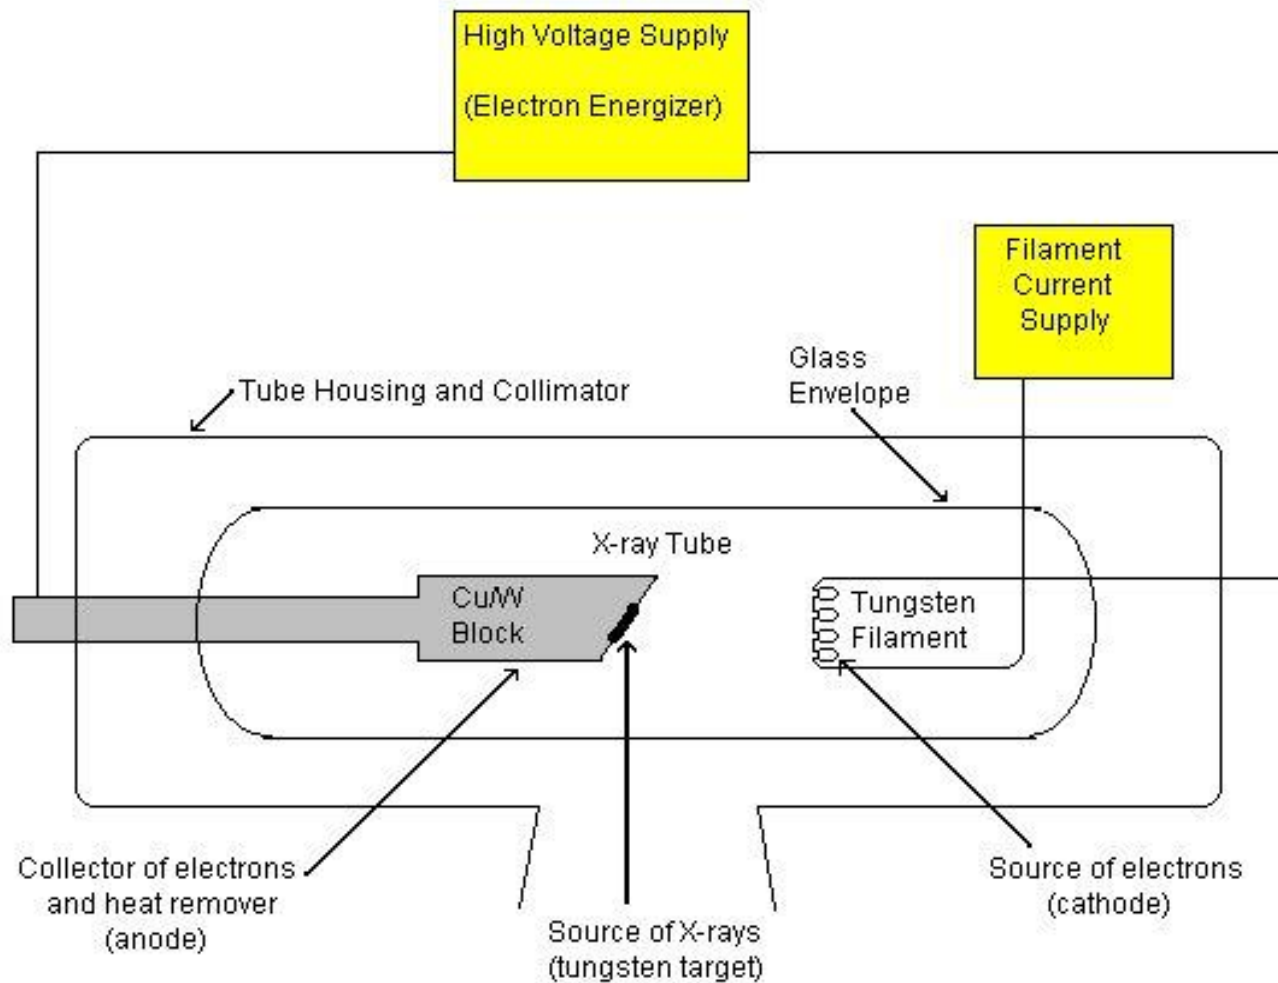 High Voltage Supply
(Electron Energizer)
Filament
Current
Supply
Glass
Envelope
Tube Housing and Collimator
X-ray Tube
Cu/W
Block
Tungsten
Filament
Collector of electrons
and heat remover
(anode)
Source of X-rays
(tungsten target)
Source of electrons
(cathode)